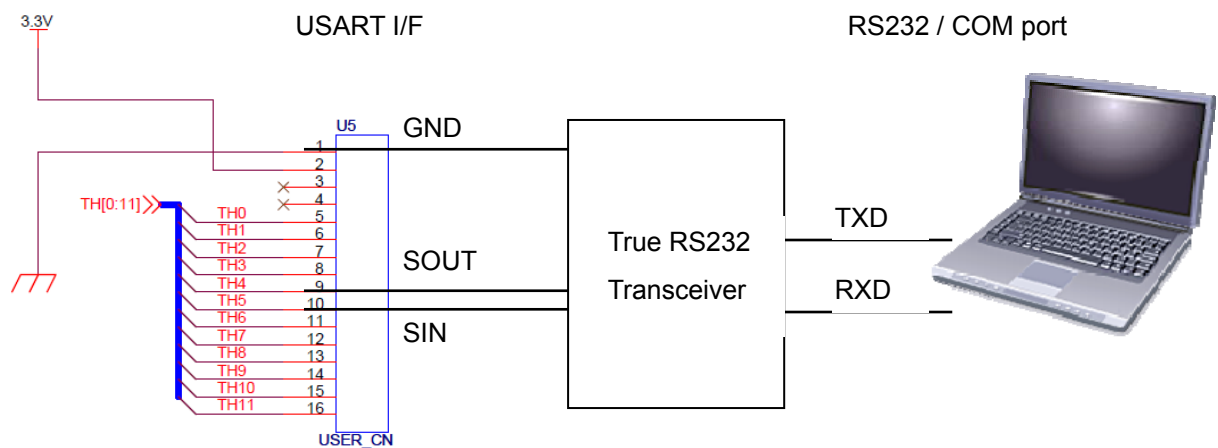 3.3V
USART I/F
RS232 / COM port
U5
GND
1
2
3
4
5
6
7
8
9
10
11
12
13
14
15
16
TH[0:11]
TH0
TH1
TH2
TH3
TH4
TH5
TH6
TH7
TH8
TH9
TH10
TH11
SOUT
SIN
True RS232
Transceiver
TXD
RXD
USER_CN